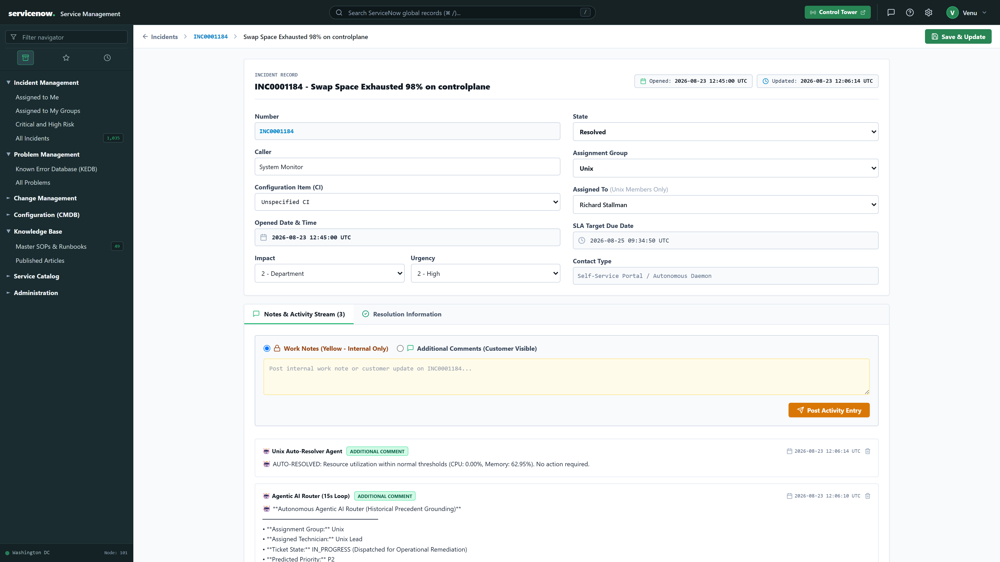 servicenow. Service Management
Search ServiceNow global records (⌘ /)... /
Control Tower
V Venu
Filter navigator
Incident Management
Assigned to Me
Assigned to My Groups
Critical and High Risk
All Incidents 1,035
Problem Management
Known Error Database (KEDB)
All Problems
Change Management
Configuration (CMDB)
Knowledge Base
Master SOPs & Runbooks 49
Published Articles
Service Catalog
Administration
Washington DC Node: 101
Incidents INC0001184 Swap Space Exhausted 98% on controlplane
Save & Update
INCIDENT RECORD
INC0001184 - Swap Space Exhausted 98% on controlplane
Opened: 2026-08-23 12:45:00 UTC
Updated: 2026-08-23 12:06:14 UTC
Number
INC0001184
Caller
System Monitor
Configuration Item (CI)
Unspecified CI
Opened Date & Time
2026-08-23 12:45:00 UTC
Impact
2 - Department
Urgency
2 - High
State
Resolved
Assignment Group
Unix
Assigned To (Unix Members Only)
Richard Stallman
SLA Target Due Date
2026-08-25 09:34:50 UTC
Contact Type
Self-Service Portal / Autonomous Daemon
Notes & Activity Stream (3)
Resolution Information
Work Notes (Yellow - Internal Only)
Additional Comments (Customer Visible)
Post internal work note or customer update on INC0001184...
Post Activity Entry
Unix Auto-Resolver Agent ADDITIONAL COMMENT 2026-08-23 12:06:14 UTC
AUTO-RESOLVED: Resource utilization within normal thresholds (CPU: 0.00%, Memory: 62.95%). No action required.
Agentic AI Router (15s Loop) ADDITIONAL COMMENT 2026-08-23 12:06:10 UTC
**Autonomous Agentic AI Router (Historical Precedent Grounding)**
• **Assignment Group:** Unix
• **Assigned Technician:** Unix Lead
• **Ticket State:** IN_PROGRESS (Dispatched for Operational Remediation)
• **Predicted Priority:** P2